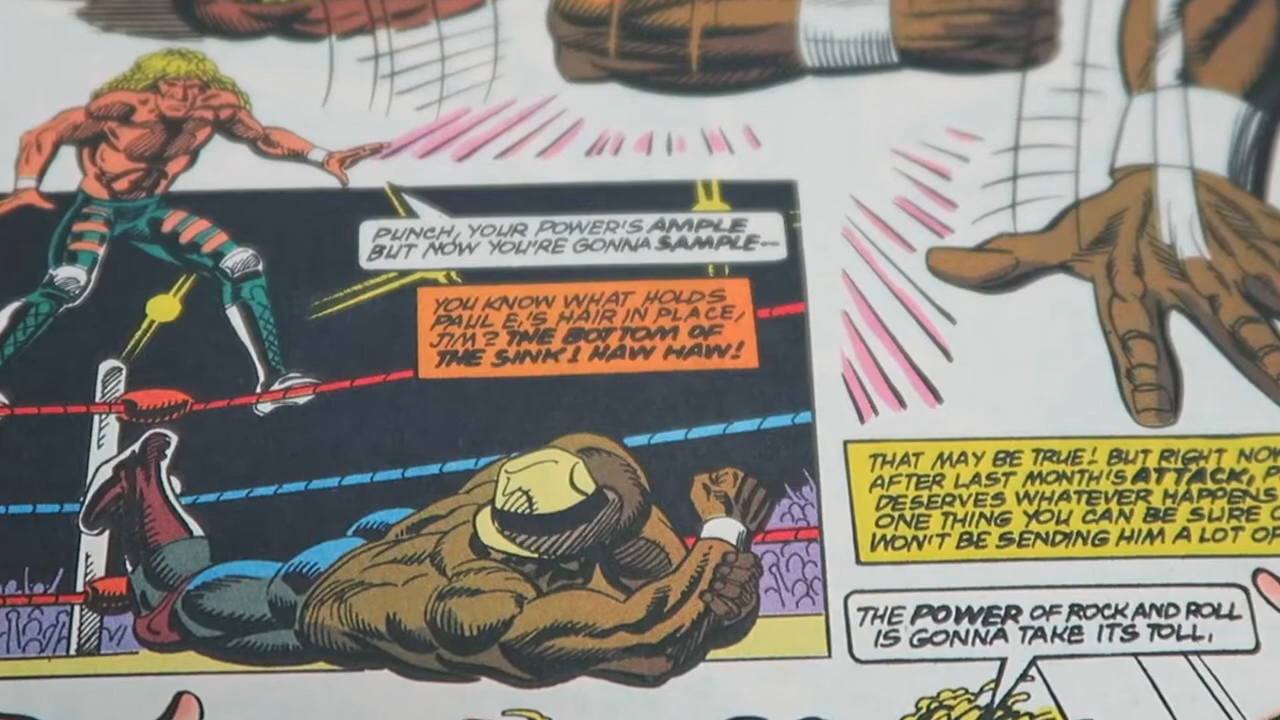 PUNCH, YOUR POWER'S AMPLE
BUT NOW YOU'RE GONNA SAMPLE--
YOU KNOW WHAT HOLDS
PAUL E.'S HAIR IN PLACE,
JIM? THE BOTTOM OF
THE SINK! HAW HAW!
THAT MAY BE TRUE! BUT RIGHT NOW
AFTER LAST MONTH'S ATTACK,
DESERVES WHATEVER HAPPENS
ONE THING YOU CAN BE SURE
WON'T BE SENDING HIM A LOT OF
THE POWER OF ROCK AND ROLL
IS GONNA TAKE ITS TOLL.